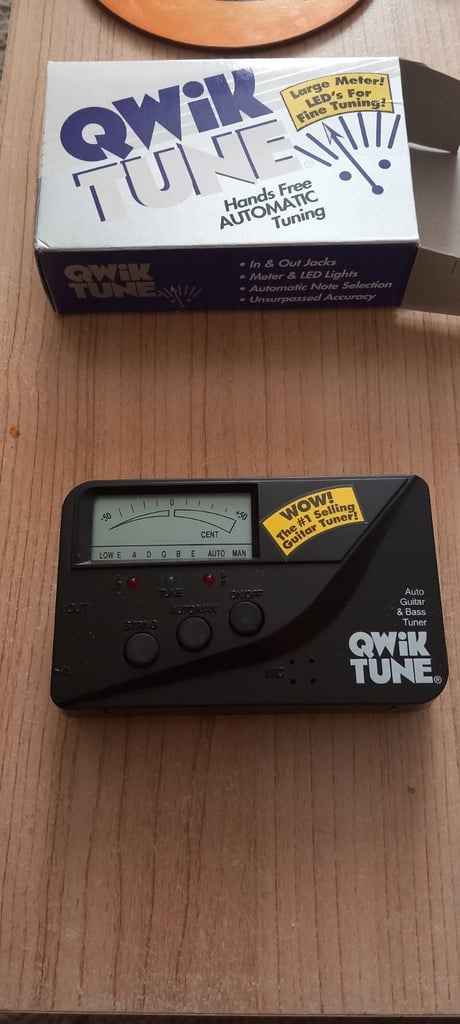 QWiK
TUNE®
Large Meter!
LED's For
Fine Tuning!
Hands Free
AUTOMATIC
Tuning
QWiK
TUNE
• In & Out Jacks
• Meter & LED Lights
• Automatic Note Selection
• Unsurpassed Accuracy
-50 0 +50
CENT
LOW E A D G B E AUTO MAN
WOW!
The #1 Selling
Guitar Tuner!
TUNE
OUT
STRING
AUTO/MAN
ON/OFF
MIC
Auto
Guitar
& Bass
Tuner
QWiK
TUNE®